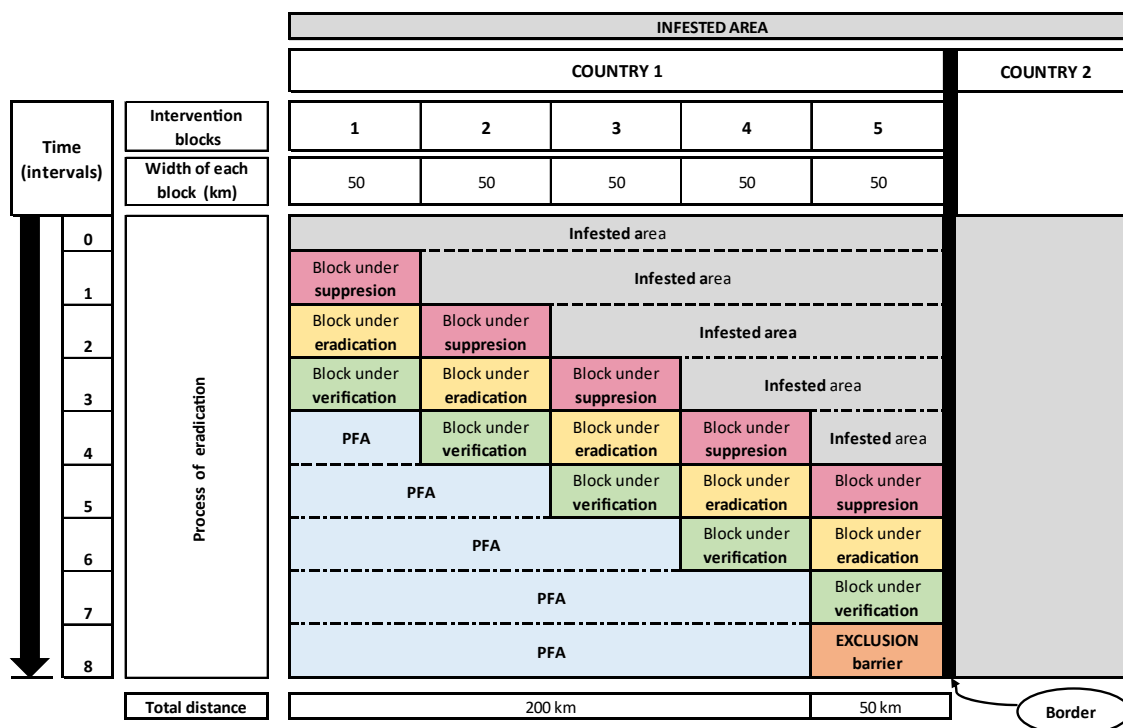 INFESTED AREA
COUNTRY 1
COUNTRY 2
Time
(intervals)
Intervention
blocks
1
2
3
4
5
Width of each
block (km)
50
50
50
50
50
Process of eradication
0
Infested area
1
Block under
suppresion
Infested area
2
Block under
eradication
Block under
suppresion
Infested area
3
Block under
verification
Block under
eradication
Block under
suppresion
Infested area
4
PFA
Block under
verification
Block under
eradication
Block under
suppresion
Infested area
5
PFA
Block under
verification
Block under
eradication
Block under
suppresion
6
PFA
Block under
verification
Block under
eradication
7
PFA
Block under
verification
8
PFA
EXCLUSION
barrier
Total distance
200 km
50 km
Border